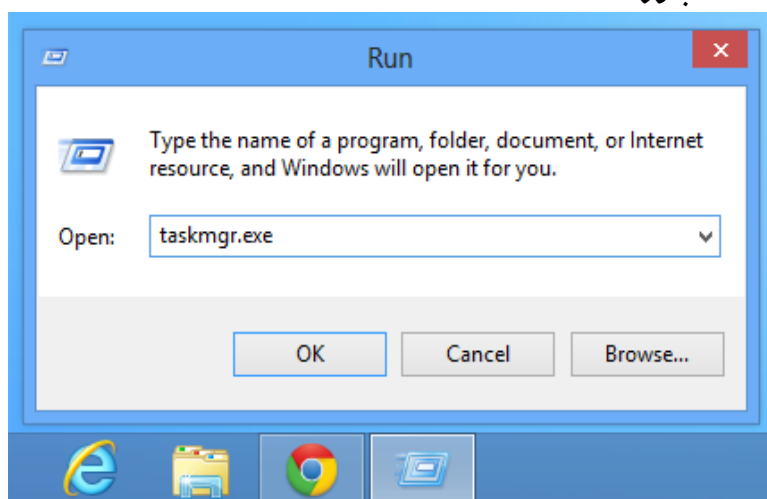 Run
Type the name of a program, folder, document, or Internet
resource, and Windows will open it for you.
Open:
taskmgr.exe
OK
Cancel
Browse...